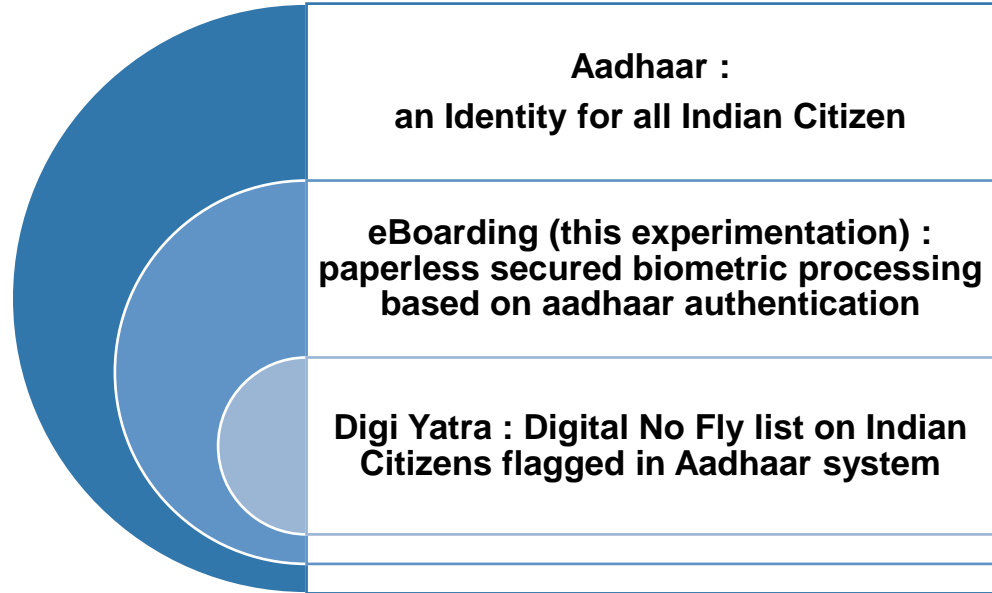 Aadhaar :
an Identity for all Indian Citizen
eBoarding (this experimentation) :
paperless secured biometric processing
based on aadhaar authentication
Digi Yatra : Digital No Fly list on Indian
Citizens flagged in Aadhaar system